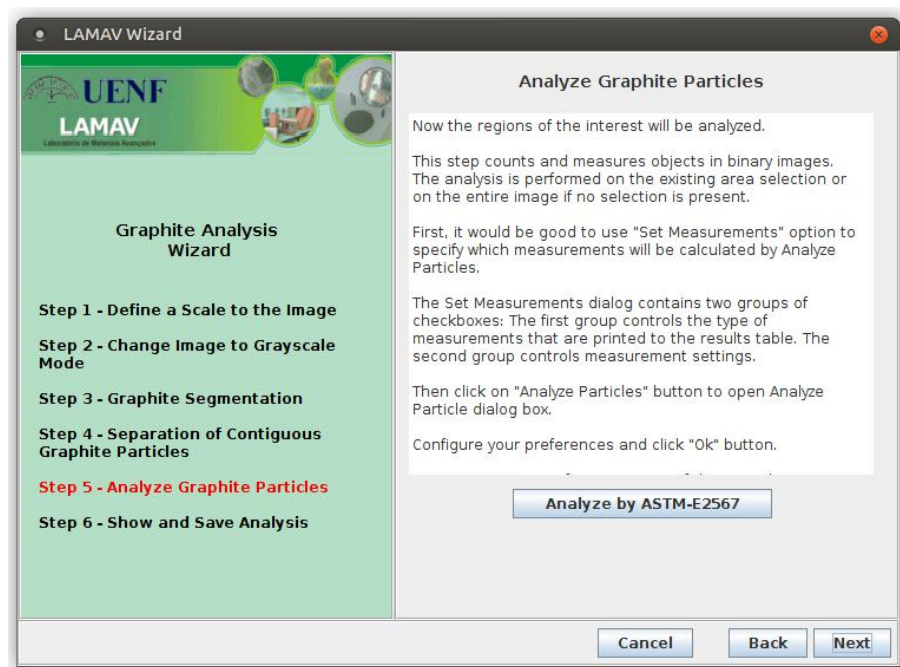 LAMAV Wizard
UENF
LAMAV
Laboratório de Materiais Avançados
Graphite Analysis
Wizard
Step 1 - Define a Scale to the Image
Step 2 - Change Image to Grayscale
Mode
Step 3 - Graphite Segmentation
Step 4 - Separation of Contiguous
Graphite Particles
Step 5 - Analyze Graphite Particles
Step 6 - Show and Save Analysis
Analyze Graphite Particles
Now the regions of the interest will be analyzed.
This step counts and measures objects in binary images.
The analysis is performed on the existing area selection or
on the entire image if no selection is present.
First, it would be good to use "Set Measurements" option to
specify which measurements will be calculated by Analyze
Particles.
The Set Measurements dialog contains two groups of
checkboxes: The first group controls the type of
measurements that are printed to the results table. The
second group controls measurement settings.
Then click on "Analyze Particles" button to open Analyze
Particle dialog box.
Configure your preferences and click "Ok" button.
Analyze by ASTM-E2567
Cancel
Back
Next